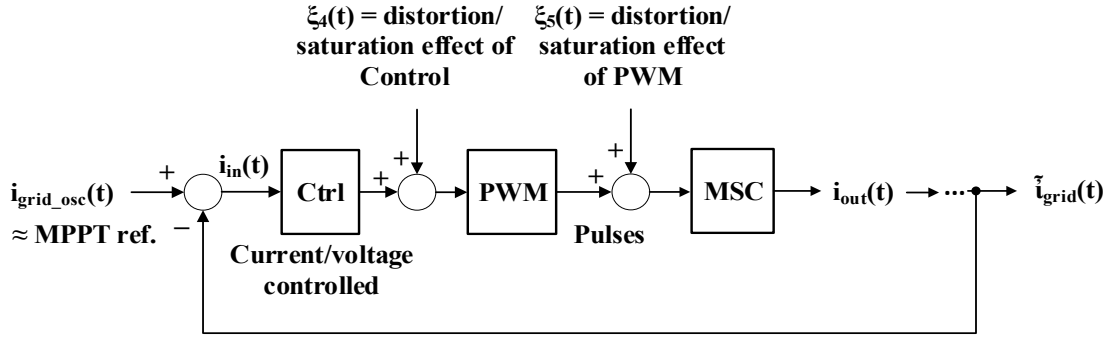 ξ4(t) = distortion/
saturation effect of
Control
ξ5(t) = distortion/
saturation effect
of PWM
+
−
i_grid_osc(t)
≈ MPPT ref.
i_in(t)
Ctrl
Current/voltage
controlled
+
+
PWM
+
+
Pulses
MSC
i_out(t)
...
ĩ_grid(t)